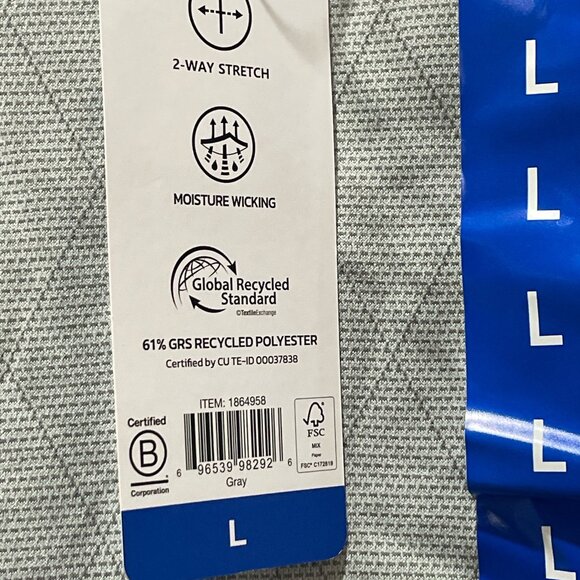 2-WAY STRETCH
MOISTURE WICKING
Global Recycled
Standard
©TextileExchange
61% GRS RECYCLED POLYESTER
Certified by CU TE-ID 00037838
ITEM: 1864958
Certified
B
Corporation
6 96539 98292 6
Gray
FSC
MIX
Paper
FSC® C172818
L
L
L
L
L
L